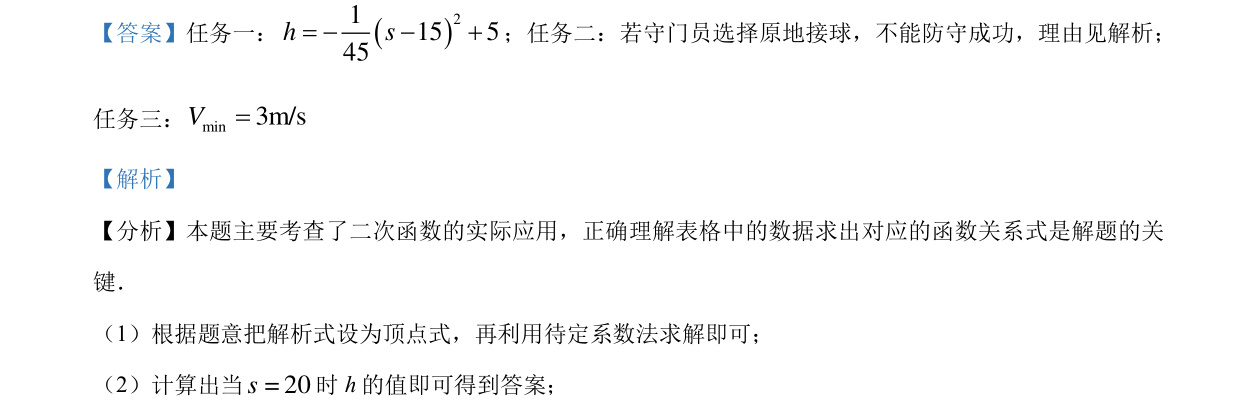 【答案】任务一：$h=-\frac{1}{45}(s-15)^2+5$；任务二：若守门员选择原地接球，不能防守成功，理由见解析；
任务三：$V_{\min}=3\mathrm{m/s}$
【解析】
【分析】本题主要考查了二次函数的实际应用，正确理解表格中的数据求出对应的函数关系式是解题的关
键．
（1）根据题意把解析式设为顶点式，再利用待定系数法求解即可；
（2）计算出当$s=20$时 $h$ 的值即可得到答案；